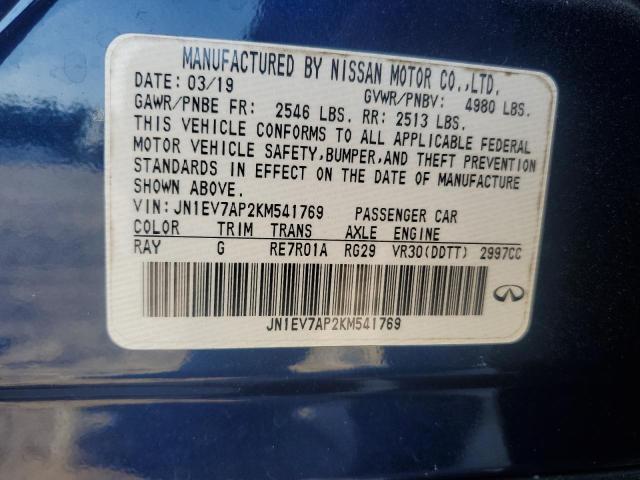 MANUFACTURED BY NISSAN MOTOR CO.,LTD.
DATE: 03/19 GVWR/PNBV: 4980 LBS.
GAWR/PNBE FR: 2546 LBS. RR: 2513 LBS.
THIS VEHICLE CONFORMS TO ALL APPLICABLE FEDERAL
MOTOR VEHICLE SAFETY,BUMPER,AND THEFT PREVENTION
STANDARDS IN EFFECT ON THE DATE OF MANUFACTURE
SHOWN ABOVE.
VIN: JN1EV7AP2KM541769 PASSENGER CAR
COLOR TRIM TRANS AXLE ENGINE
RAY G RE7R01A RG29 VR30(DDTT) 2997CC
JN1EV7AP2KM541769